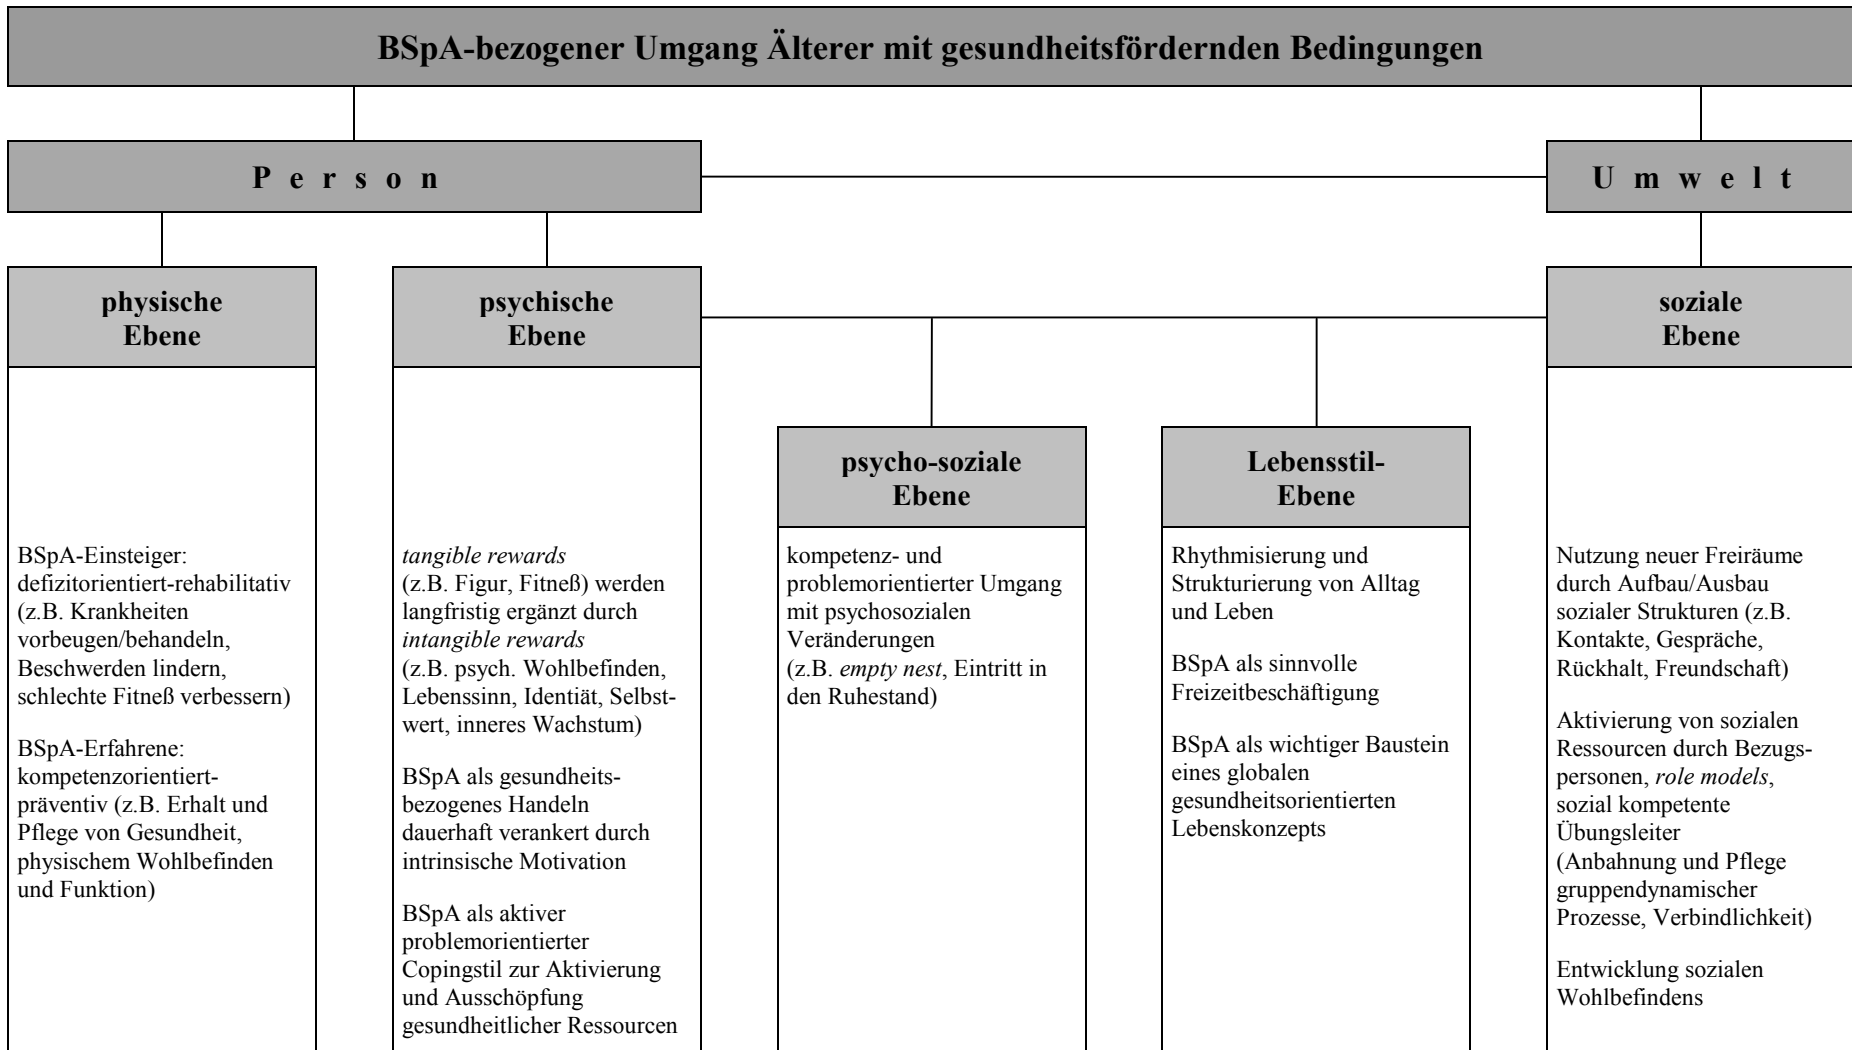 BSpA-bezogener Umgang Älterer mit gesundheitsfördernden Bedingungen
P e r s o n
U m w e l t
physische
Ebene
psychische
Ebene
soziale
Ebene
psycho-soziale
Ebene
Lebensstil-
Ebene
BSpA-Einsteiger:
defizitorientiert-rehabilitativ
(z.B. Krankheiten
vorbeugen/behandeln,
Beschwerden lindern,
schlechte Fitneß verbessern)
BSpA-Erfahrene:
kompetenzorientiert-
präventiv (z.B. Erhalt und
Pflege von Gesundheit,
physischem Wohlbefinden
und Funktion)
tangible rewards
(z.B. Figur, Fitneß) werden
langfristig ergänzt durch
intangible rewards
(z.B. psych. Wohlbefinden,
Lebenssinn, Identiät, Selbst-
wert, inneres Wachstum)
BSpA als gesundheits-
bezogenes Handeln
dauerhaft verankert durch
intrinsische Motivation
BSpA als aktiver
problemorientierter
Copingstil zur Aktivierung
und Ausschöpfung
gesundheitlicher Ressourcen
kompetenz- und
problemorientierter Umgang
mit psychosozialen
Veränderungen
(z.B. empty nest, Eintritt in
den Ruhestand)
Rhythmisierung und
Strukturierung von Alltag
und Leben
BSpA als sinnvolle
Freizeitbeschäftigung
BSpA als wichtiger Baustein
eines globalen
gesundheitsorientierten
Lebenskonzepts
Nutzung neuer Freiräume
durch Aufbau/Ausbau
sozialer Strukturen (z.B.
Kontakte, Gespräche,
Rückhalt, Freundschaft)
Aktivierung von sozialen
Ressourcen durch Bezugs-
personen, role models,
sozial kompetente
Übungsleiter
(Anbahnung und Pflege
gruppendynamischer
Prozesse, Verbindlichkeit)
Entwicklung sozialen
Wohlbefindens